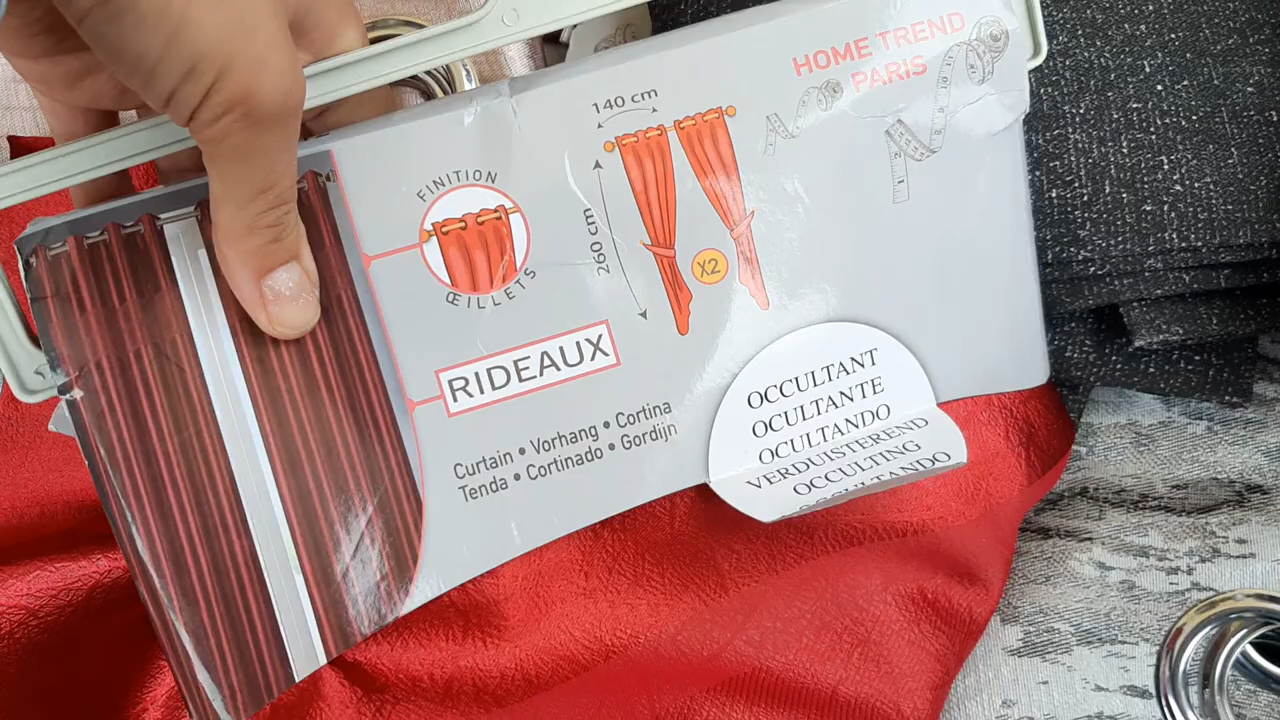 HOME TREND
PARIS
140 cm
260 cm
X2
FINITION
ŒILLETS
RIDEAUX
Curtain • Vorhang • Cortina
Tenda • Cortinado • Gordijn
OCCULTANT
OCULTANTE
OCULTANDO
VERDUISTEREND
OCCULTING